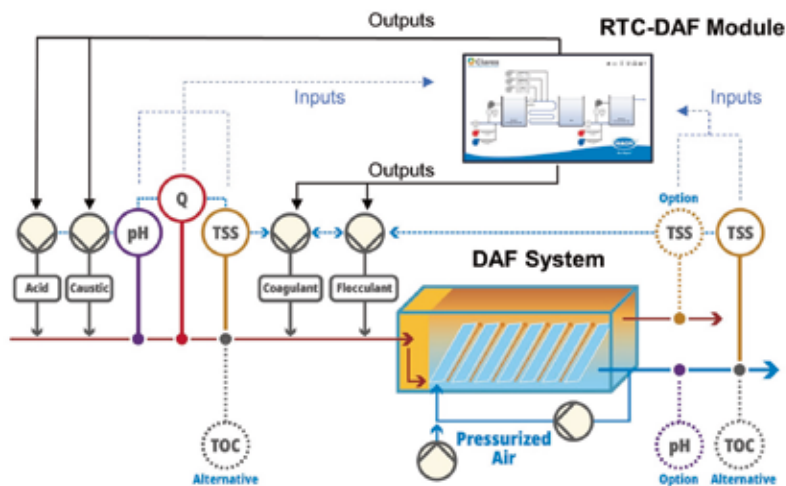 Outputs
RTC-DAF Module
Claros
Inputs
Inputs
Outputs
Option
Q
pH
TSS
TSS
TSS
DAF System
Acid
Caustic
Coagulant
Flocculant
Pressurized
Air
TOC
pH
TOC
Alternative
Option
Alternative